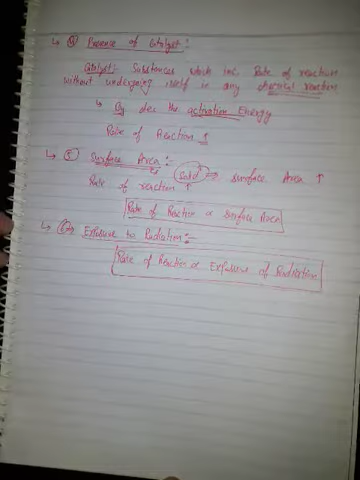 ↳ ④ Presence of Catalyst :-
Catalyst :- Substances which inc. Rate of reaction
without undergoing itself in any chemical reaction
↳ By dec the activation Energy
Rate of Reaction ↑
↳ ⑤ Surface Area :-
Solid ⇒ Surface Area ↑
Rate of reaction ↑
Rate of Reaction ∝ Surface Area
↳ ⑥ Exposure to Radiation :-
Rate of Reaction ∝ Exposure of Radiation